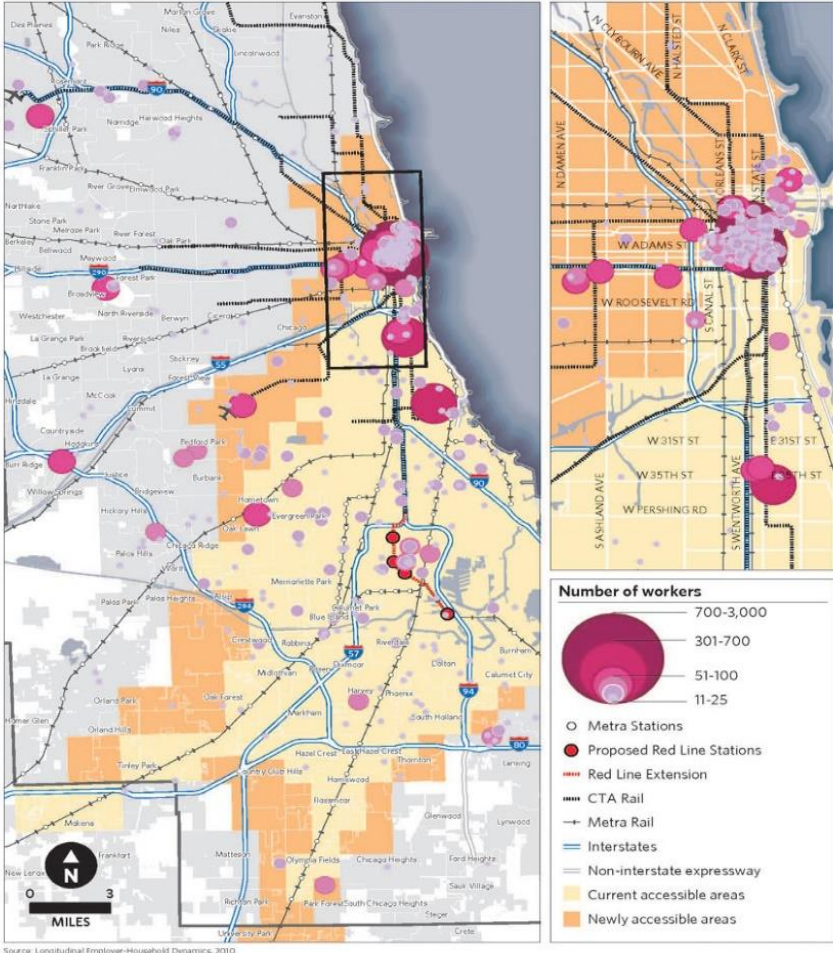 Morton Grove
Des Plaines
Niles
Skokie
Evanston
Park Ridge
Lincolnwood
Rosemont
90
Harwood Heights
Norridge
Schiller Park
Franklin Park
River Grove
Elmwood Park
Northlake
Stone Park
Melrose Park
River Forest
Oak Park
Berkeley
Bellwood
Maywood
Hillside
290
Forest Park
Broadview
Westchester
North Riverside
Berwyn
Cicero
Chicago
La Grange Park
Riverside
Brookfield
Stickney
Lyons
55
Forest View
La Grange
McCook
Hinsdale
Summit
Countryside
Hodgkins
Bedford Park
Burr Ridge
Justice
Burbank
Willow Springs
Bridgeview
Hometown
90
Hickory Hills
Oak Lawn
Evergreen Park
Palos Hills
Chicago Ridge
Worth
Merrionette Park
Palos Park
Palos Heights
Alsip
Calumet Park
Blue Island
294
Crestwood
Robbins
Riverdale
Burnham
57
Posen
Dixmoor
Dolton
Midlothian
Calumet City
Orland Park
Oak Forest
Harvey
Phoenix
94
Homer Glen
Markham
South Holland
Orland Hills
80
Hazel Crest
East Hazel Crest
Lansing
Tinley Park
Thornton
Country Club Hills
Homewood
Flossmoor
Mokena
Glenwood
Lynwood
N
Frankfort
Matteson
Olympia Fields
Chicago Heights
Ford Heights
New Lenox
0 3
MILES
Sauk Village
Richton Park
Park Forest
South Chicago Heights
Steger
University Park
Crete
Source: Longitudinal Employer-Household Dynamics, 2010
N CLYBOURN AVE
N HALSTED ST
N CLARK ST
N DAMEN AVE
ORLEANS ST
STATE ST
W ADAMS ST
W ROOSEVELT RD
S CANAL ST
W 31ST ST
E 31ST ST
W 35TH ST
E 35TH ST
S ASHLAND AVE
S WENTWORTH AVE
W PERSHING RD
Number of workers
700-3,000
301-700
51-100
11-25
Metra Stations
Proposed Red Line Stations
Red Line Extension
CTA Rail
Metra Rail
Interstates
Non-interstate expressway
Current accessible areas
Newly accessible areas